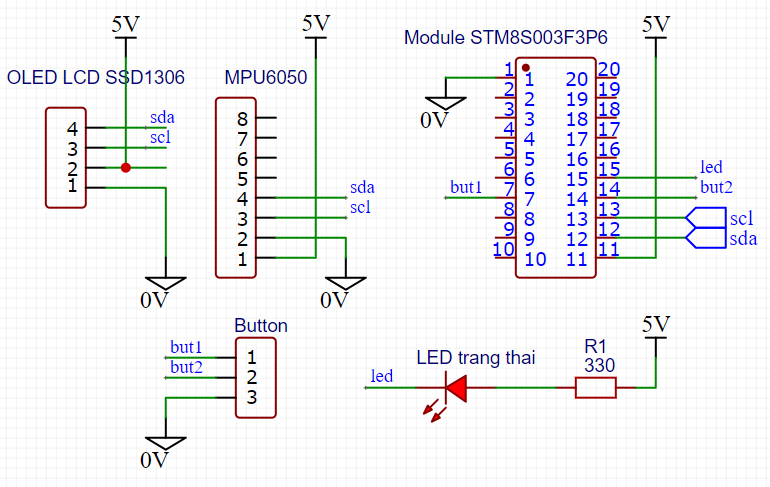 5V
OLED LCD SSD1306
4
3
2
1
sda
scl
0V
5V
MPU6050
8
7
6
5
4
3
2
1
sda
scl
0V
Module STM8S003F3P6
5V
1 1 20 20
2 2 19 19
3 3 18 18
4 4 17 17
5 5 16 16
6 6 15 15 led
but1 7 7 14 14 but2
8 8 13 13 scl
9 9 12 12 sda
10 10 11 11
0V
Button
but1 1
but2 2
3
0V
LED trang thai
led
R1
330
5V